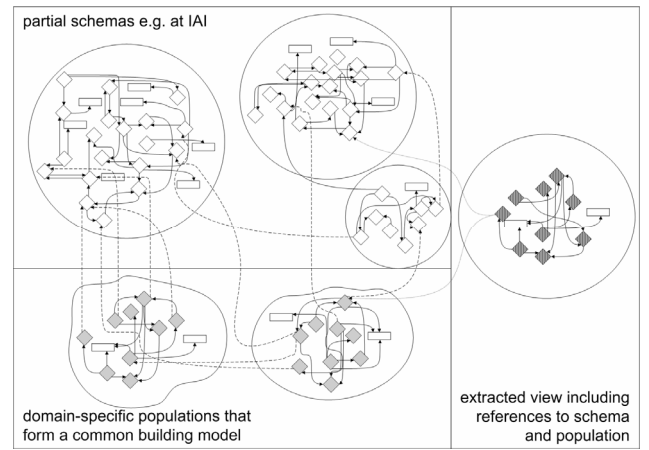 partial schemas e.g. at IAI
domain-specific populations that
form a common building model
extracted view including
references to schema
and population